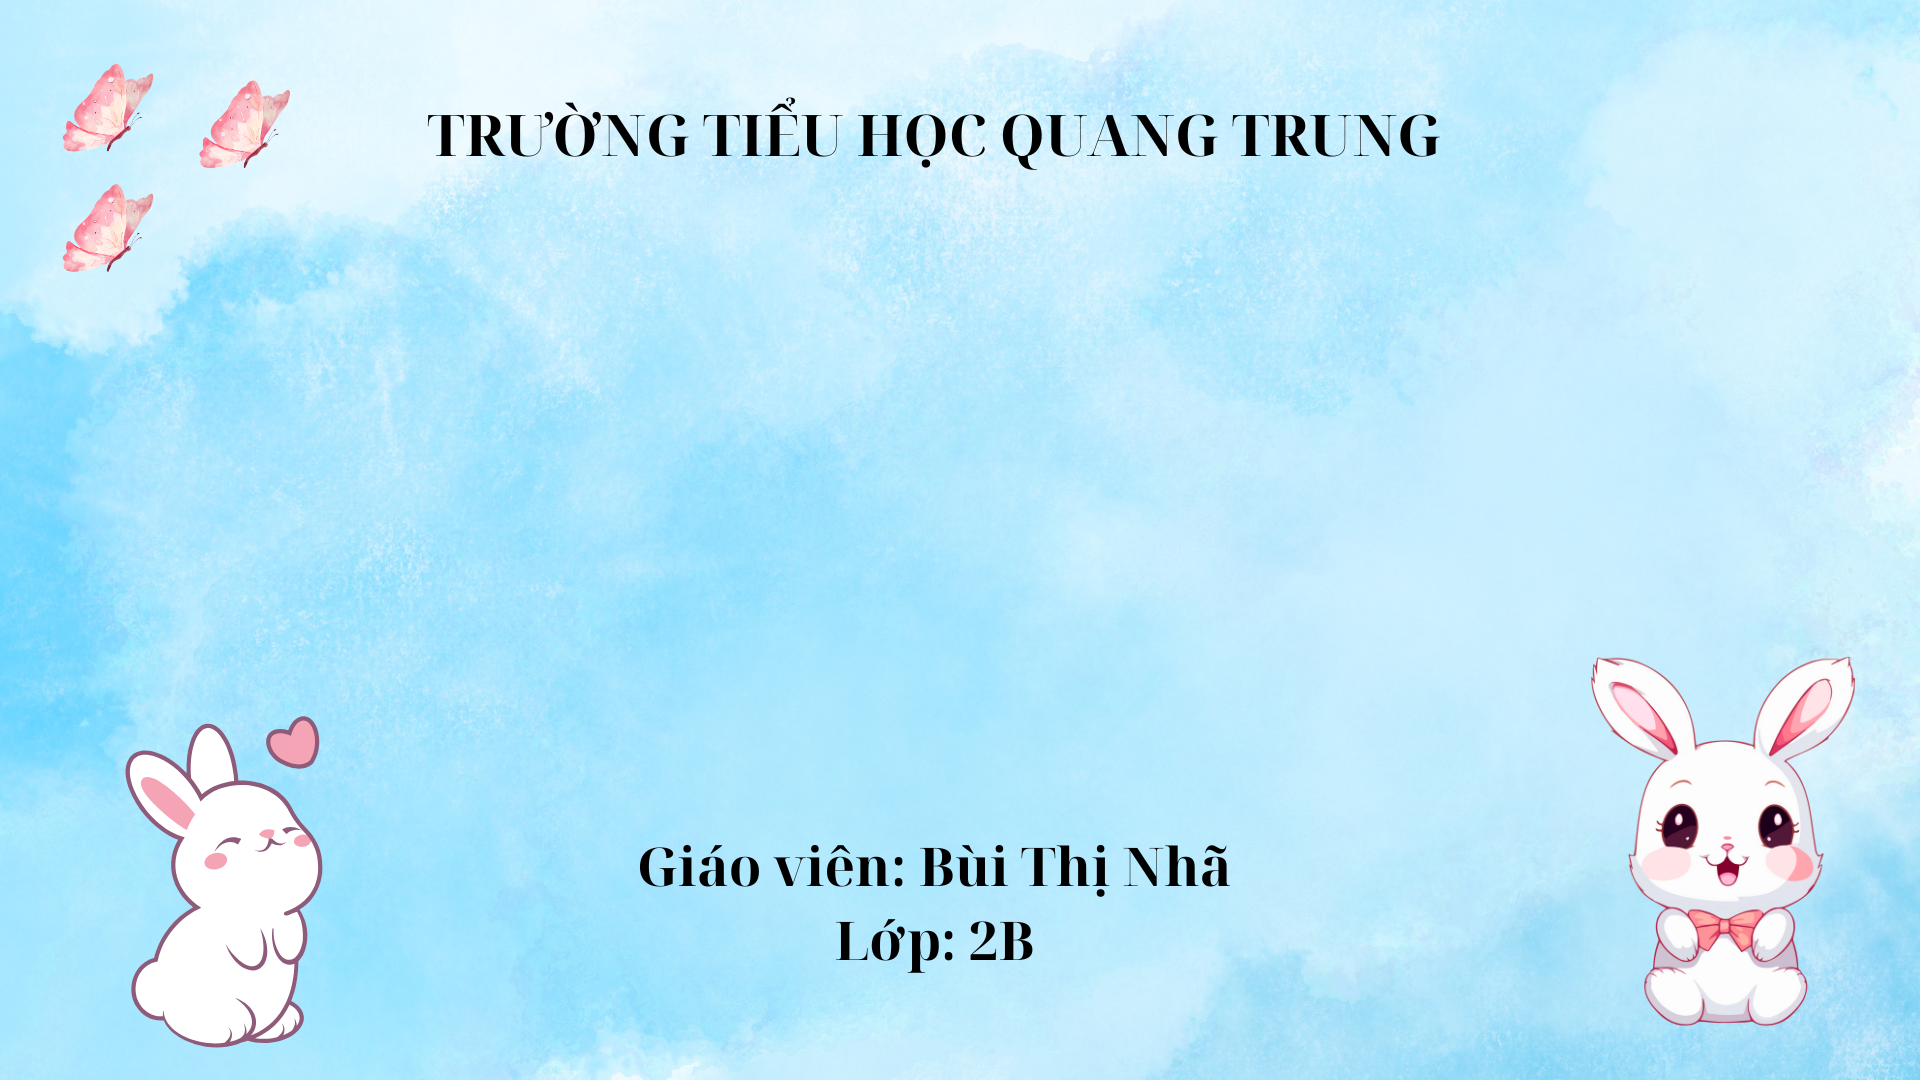 TRƯỜNG TIỂU HỌC QUANG TRUNG
Giáo viên: Bùi Thị Nhã
Lớp: 2B